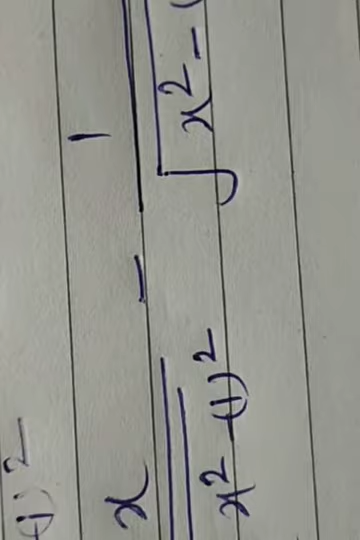 (1)²
x / x² - (1)² - 1 / √x² -